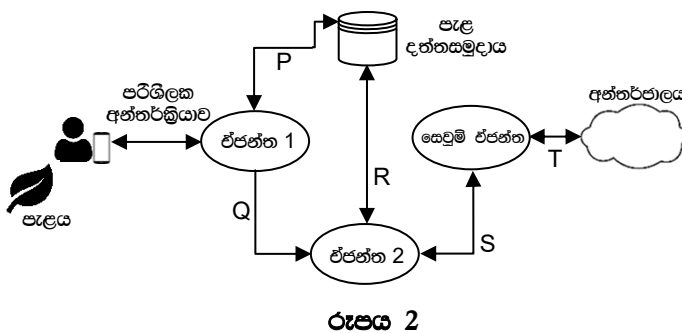 පැළ
දත්තසමුදාය
P
පරිශීලක
අන්තර්ක්‍රියාව
අන්තර්ජාලය
ඒජන්ත 1
සෙවුම් ඒජන්ත
T
R
Q
පැළය
ඒජන්ත 2
S
රූපය 2